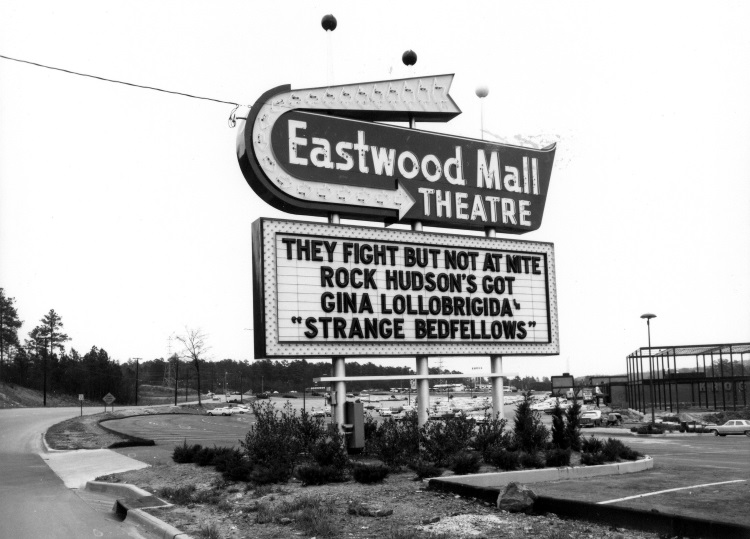 Eastwood Mall
THEATRE
THEY FIGHT BUT NOT AT NITE
ROCK HUDSON'S GOT
GINA LOLLOBRIGIDA
"STRANGE BEDFELLOWS"